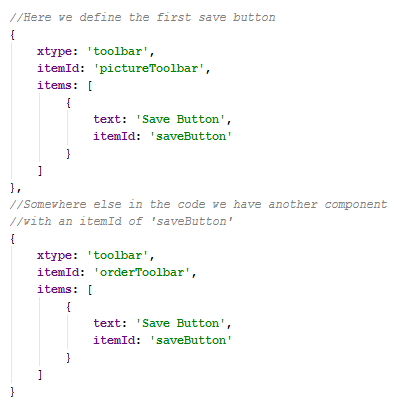 //Here we define the first save button
{
    xtype: 'toolbar',
    itemId: 'pictureToolbar',
    items: [
        {
            text: 'Save Button',
            itemId: 'saveButton'
        }
    ]
},
//Somewhere else in the code we have another component
//with an itemId of 'saveButton'
{
    xtype: 'toolbar',
    itemId: 'orderToolbar',
    items: [
        {
            text: 'Save Button',
            itemId: 'saveButton'
        }
    ]
}